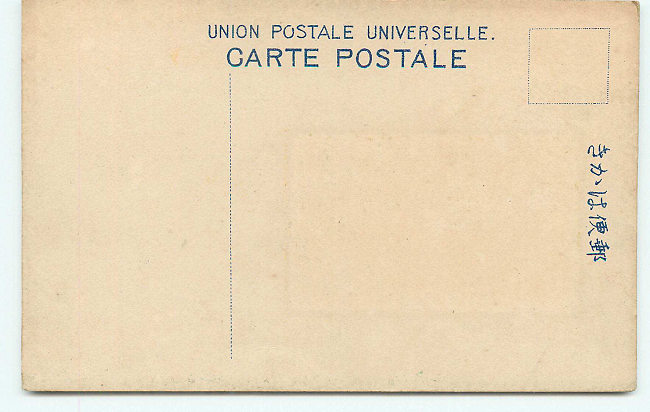 UNION POSTALE UNIVERSELLE.
CARTE POSTALE
郵便はかき